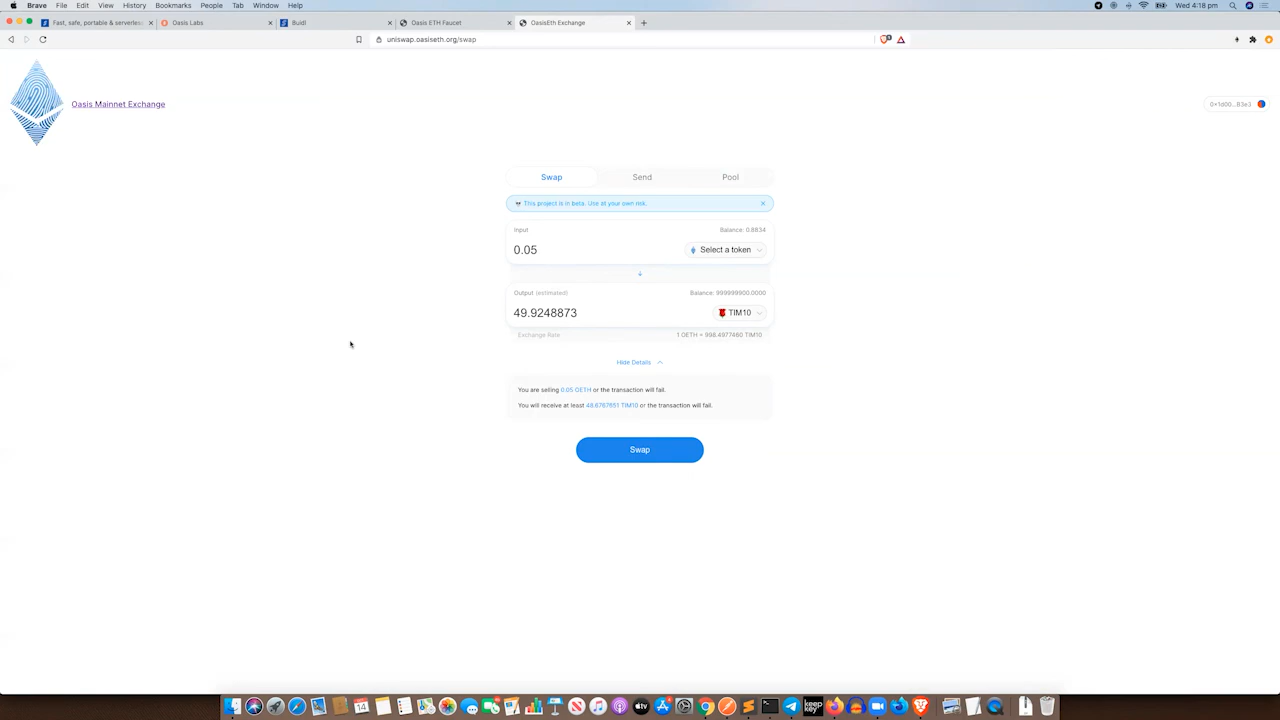 Brave File Edit View History Bookmarks People Tab Window Help Wed 4:18 pm
Fast, safe, portable & serverless Oasis Labs Buidl Oasis ETH Faucet OasisEth Exchange
uniswap.oasiseth.org/swap
Oasis Mainnet Exchange
0x1d00...B3e3
Swap Send Pool
This project is in beta. Use at your own risk.
Input Balance: 0.8834
0.05 Select a token
Output (estimated) Balance: 999999900.0000
49.9248873 TIM10
Exchange Rate 1 OETH = 998.4977460 TIM10
Hide Details
You are selling 0.05 OETH or the transaction will fail.
You will receive at least 48.6767651 TIM10 or the transaction will fail.
Swap